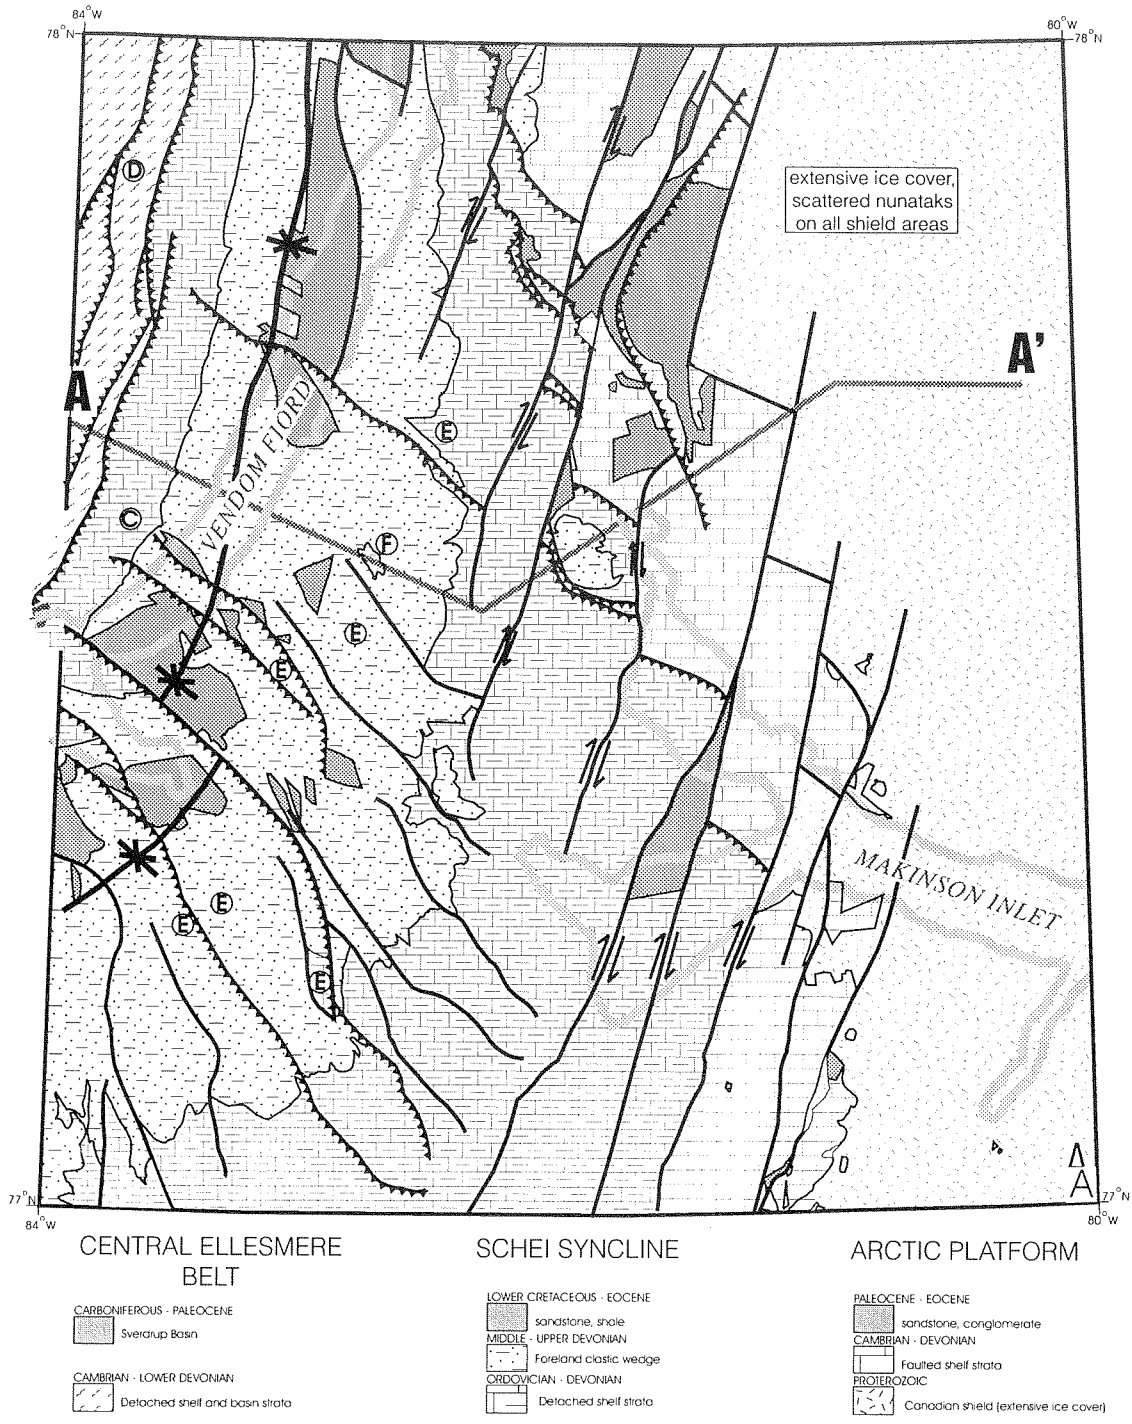 84°W
80°W
78°N
78°N
D
extensive ice cover,
scattered nunataks
on all shield areas
A
A'
E
VENDOM FIORD
C
F
E
E
MAKINSON INLET
E
E
E
77°N
77°N
84°W
80°W
CENTRAL ELLESMERE
BELT
CARBONIFEROUS - PALEOCENE
Sverdrup Basin
CAMBRIAN - LOWER DEVONIAN
Detached shelf and basin strata
SCHEI SYNCLINE
LOWER CRETACEOUS - EOCENE
sandstone, shale
MIDDLE - UPPER DEVONIAN
Foreland clastic wedge
ORDOVICIAN - DEVONIAN
Detached shelf strata
ARCTIC PLATFORM
PALEOCENE - EOCENE
sandstone, conglomerate
CAMBRIAN - DEVONIAN
Faulted shelf strata
PROTEROZOIC
Canadian shield (extensive ice cover)